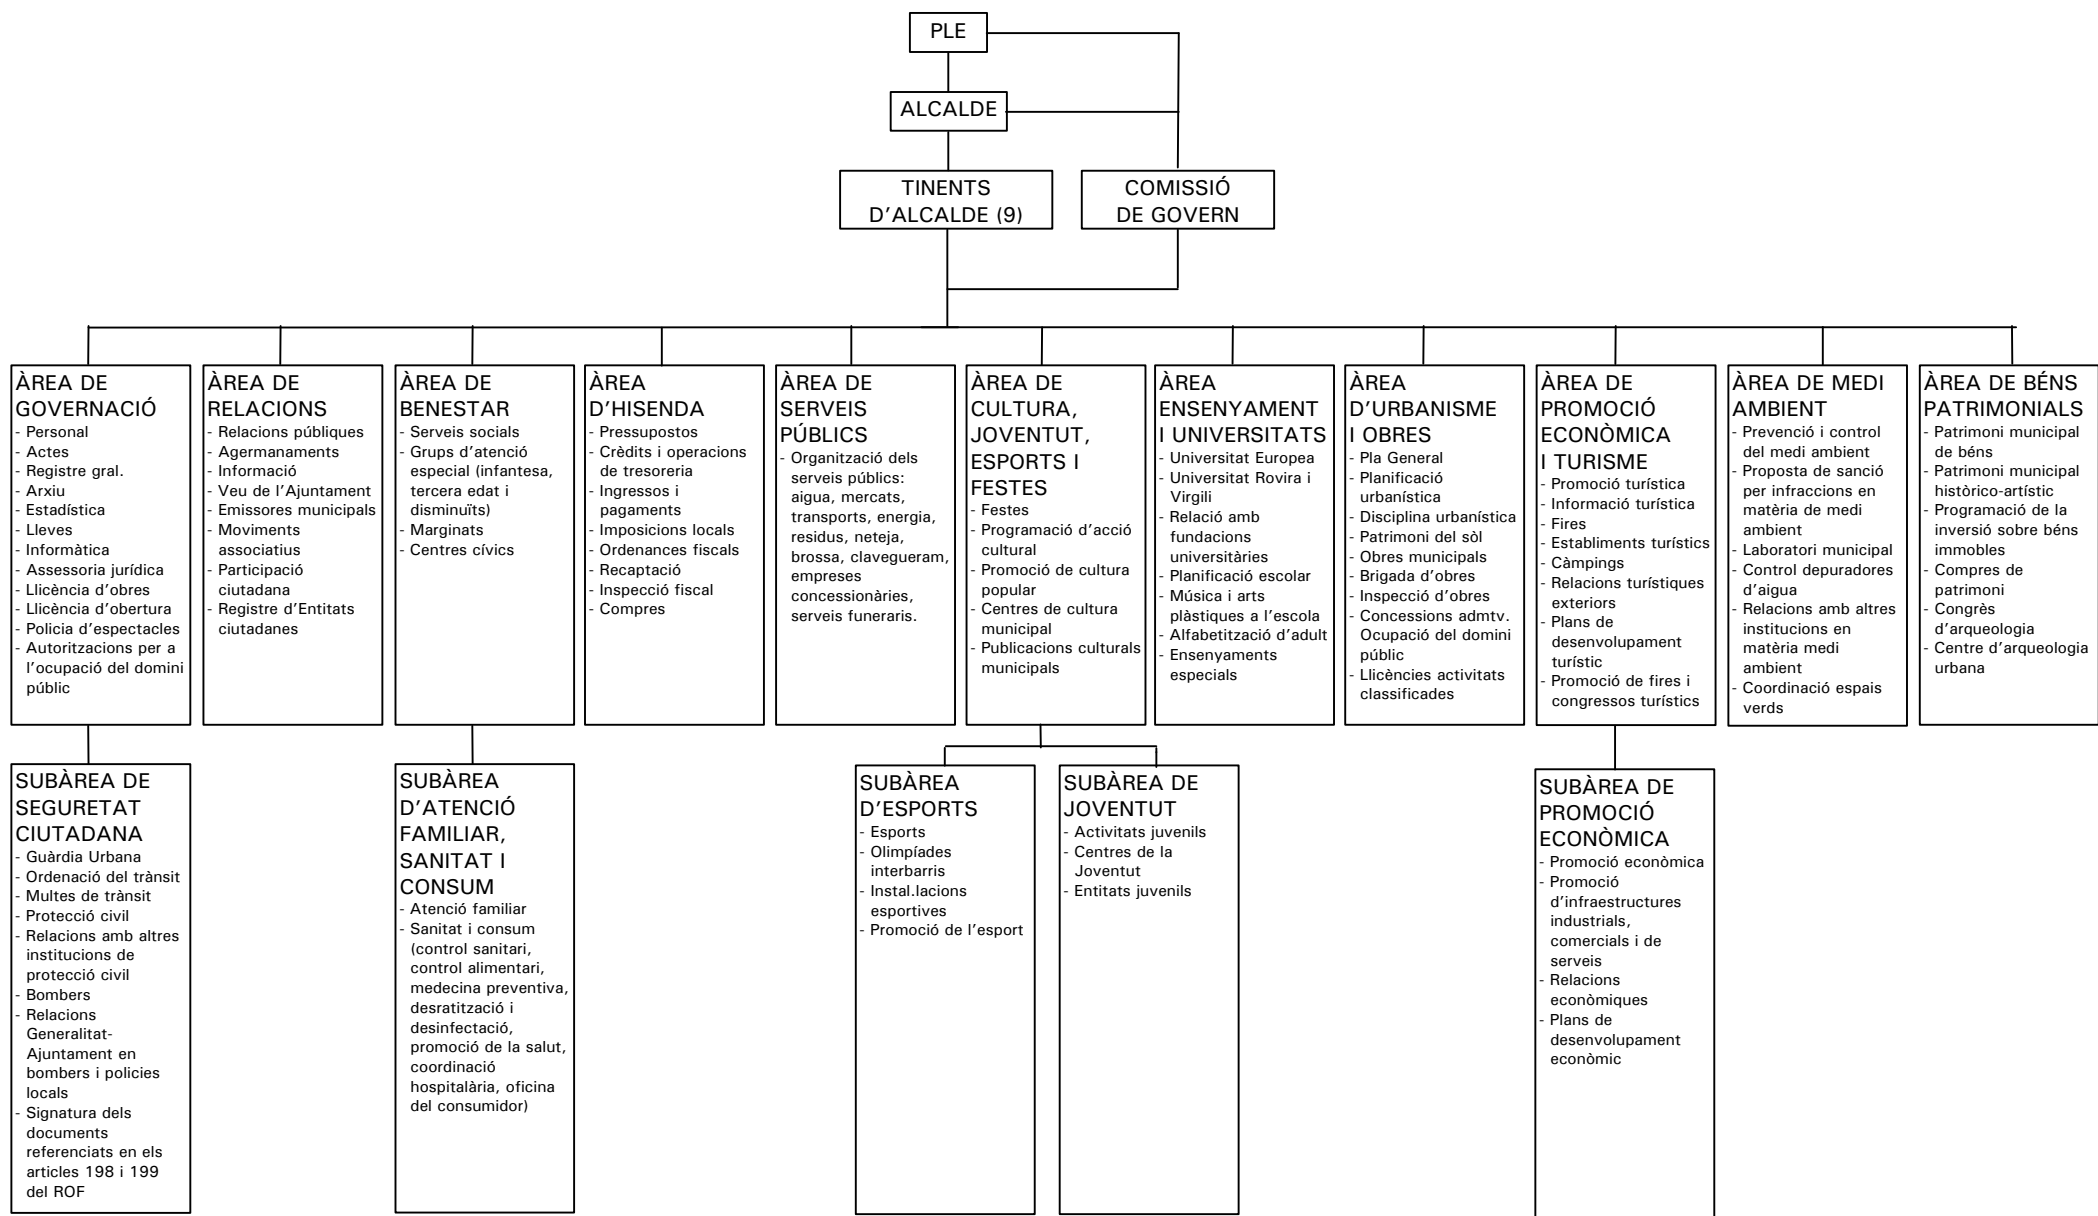 PLE
ALCALDE
TINENTS
D'ALCALDE (9)
COMISSIÓ
DE GOVERN
ÀREA DE
GOVERNACIÓ
- Personal
- Actes
- Registre gral.
- Arxiu
- Estadística
- Lleves
- Informàtica
- Assessoria jurídica
- Llicència d'obres
- Llicència d'obertura
- Policia d'espectacles
- Autoritzacions per a
l'ocupació del domini
públic
ÀREA DE
RELACIONS
- Relacions públiques
- Agermanaments
- Informació
- Veu de l'Ajuntament
- Emissores municipals
- Moviments
associatius
- Participació
ciutadana
- Registre d'Entitats
ciutadanes
ÀREA DE
BENESTAR
- Serveis socials
- Grups d'atenció
especial (infantesa,
tercera edat i
disminuïts)
- Marginats
- Centres cívics
ÀREA
D'HISENDA
- Pressupostos
- Crèdits i operacions
de tresoreria
- Ingressos i
pagaments
- Imposicions locals
- Ordenances fiscals
- Recaptació
- Inspecció fiscal
- Compres
ÀREA DE
SERVEIS
PÚBLICS
- Organització dels
serveis públics:
aigua, mercats,
transports, energia,
residus, neteja,
brossa, clavegueram,
empreses
concessionàries,
serveis funeraris.
ÀREA DE
CULTURA,
JOVENTUT,
ESPORTS I
FESTES
- Festes
- Programació d'acció
cultural
- Promoció de cultura
popular
- Centres de cultura
municipal
- Publicacions culturals
municipals
ÀREA
ENSENYAMENT
I UNIVERSITATS
- Universitat Europea
- Universitat Rovira i
Virgili
- Relació amb
fundacions
universitàries
- Planificació escolar
- Música i arts
plàstiques a l'escola
- Alfabetització d'adult
- Ensenyaments
especials
ÀREA
D'URBANISME
I OBRES
- Pla General
- Planificació
urbanística
- Disciplina urbanística
- Patrimoni del sòl
- Obres municipals
- Brigada d'obres
- Inspecció d'obres
- Concessions admtv.
Ocupació del domini
públic
- Llicències activitats
classificades
ÀREA DE
PROMOCIÓ
ECONÒMICA
I TURISME
- Promoció turística
- Informació turística
- Fires
- Establiments turístics
- Càmpings
- Relacions turístiques
exteriors
- Plans de
desenvolupament
turístic
- Promoció de fires i
congressos turístics
ÀREA DE MEDI
AMBIENT
- Prevenció i control
del medi ambient
- Proposta de sanció
per infraccions en
matèria de medi
ambient
- Laboratori municipal
- Control depuradores
d'aigua
- Relacions amb altres
institucions en
matèria medi
ambient
- Coordinació espais
verds
ÀREA DE BÉNS
PATRIMONIALS
- Patrimoni municipal
de béns
- Patrimoni municipal
històrico-artístic
- Programació de la
inversió sobre béns
immobles
- Compres de
patrimoni
- Congrès
d'arqueologia
- Centre d'arqueologia
urbana
SUBÀREA DE
SEGURETAT
CIUTADANA
- Guàrdia Urbana
- Ordenació del trànsit
- Multes de trànsit
- Protecció civil
- Relacions amb altres
institucions de
protecció civil
- Bombers
- Relacions
Generalitat-
Ajuntament en
bombers i policies
locals
- Signatura dels
documents
referenciats en els
articles 198 i 199
del ROF
SUBÀREA
D'ATENCIÓ
FAMILIAR,
SANITAT I
CONSUM
- Atenció familiar
- Sanitat i consum
(control sanitari,
control alimentari,
medecina preventiva,
desratització i
desinfectació,
promoció de la salut,
coordinació
hospitalària, oficina
del consumidor)
SUBÀREA
D'ESPORTS
- Esports
- Olimpíades
interbarris
- Instal.lacions
esportives
- Promoció de l'esport
SUBÀREA DE
JOVENTUT
- Activitats juvenils
- Centres de la
Joventut
- Entitats juvenils
SUBÀREA DE
PROMOCIÓ
ECONÒMICA
- Promoció econòmica
- Promoció
d'infraestructures
industrials,
comercials i de
serveis
- Relacions
econòmiques
- Plans de
desenvolupament
econòmic